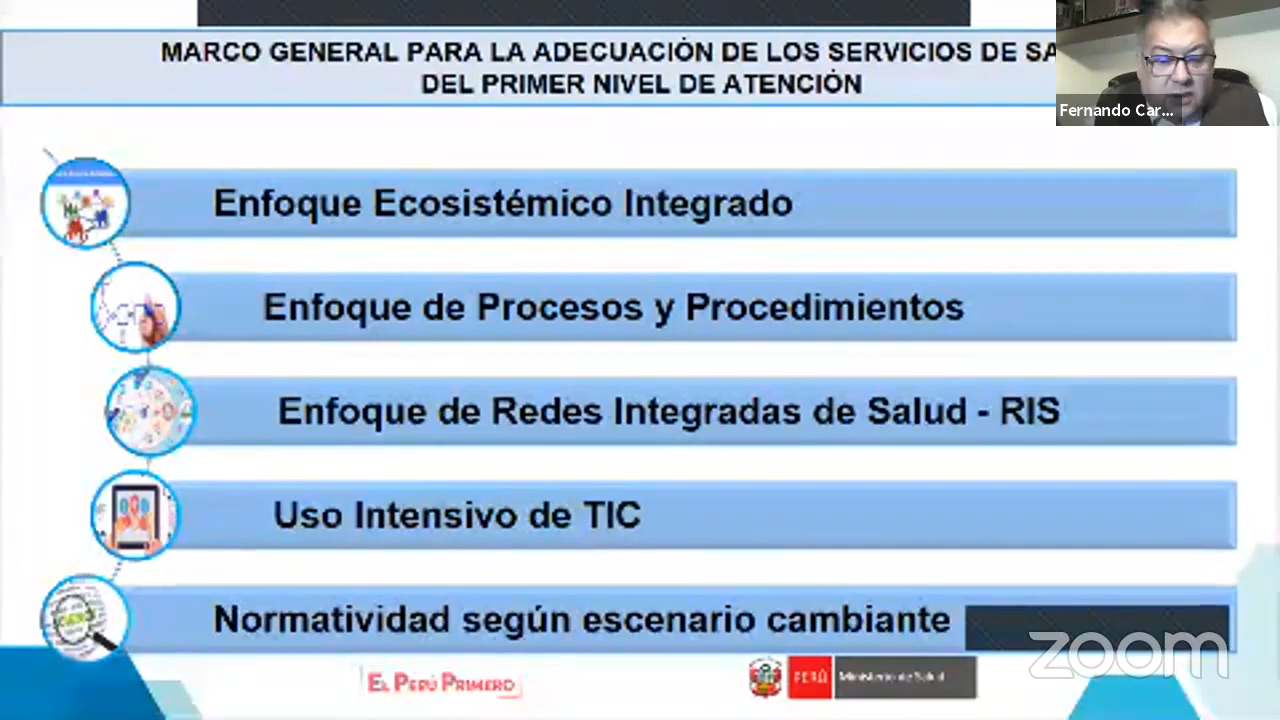 MARCO GENERAL PARA LA ADECUACIÓN DE LOS SERVICIOS DE SA
DEL PRIMER NIVEL DE ATENCIÓN
Fernando Car...
Enfoque Ecosistémico Integrado
Enfoque de Procesos y Procedimientos
Enfoque de Redes Integradas de Salud - RIS
Uso Intensivo de TIC
Normatividad según escenario cambiante
zoom
EL PERÚ PRIMERO
PERÚ Ministerio de Salud